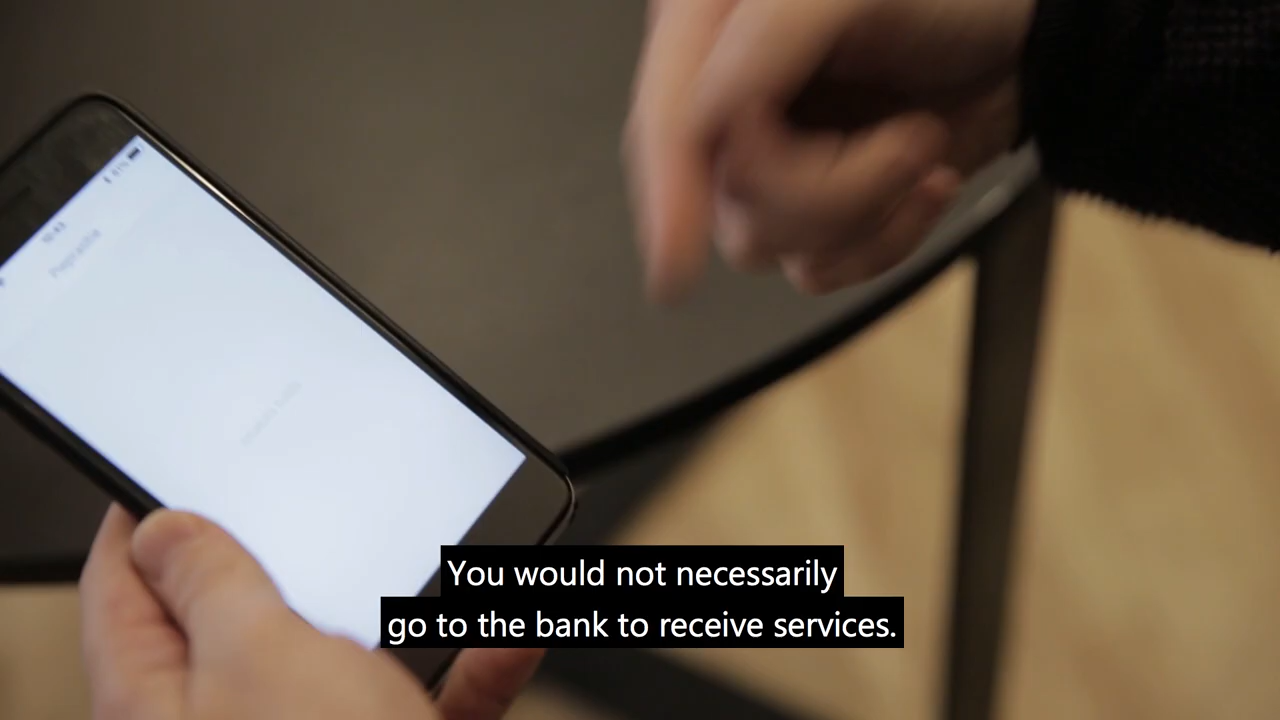 You would not necessarily
go to the bank to receive services.